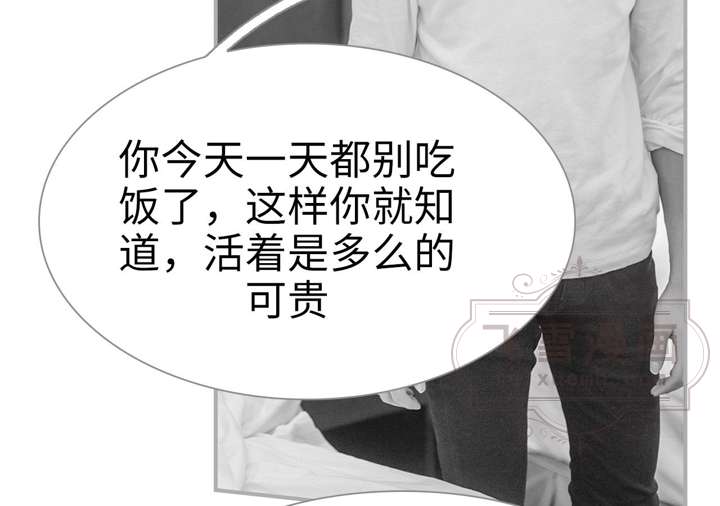 你今天一天都别吃
饭了，这样你就知
道，活着是多么的
可贵
飞雪漫画